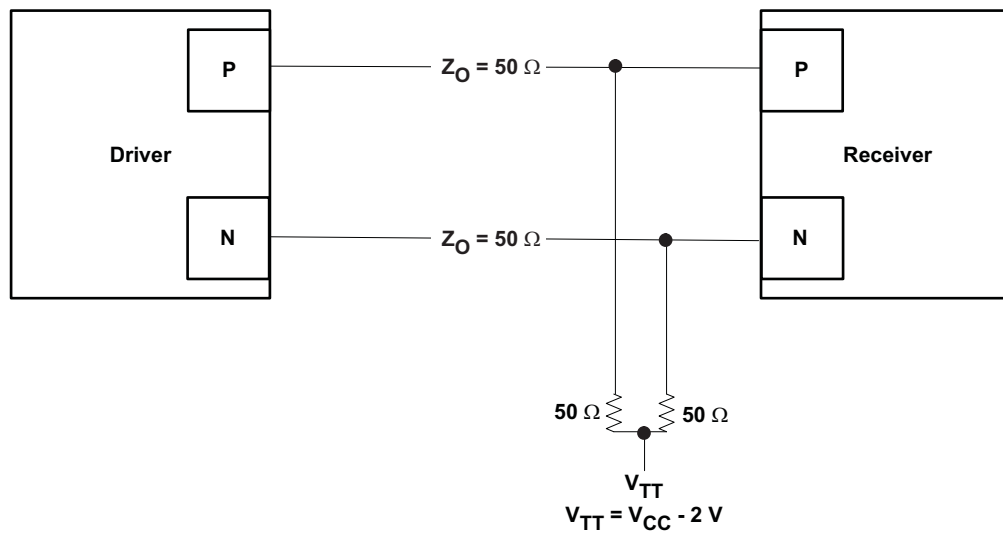 P
Z_O = 50 Ω
P
Driver
Receiver
N
Z_O = 50 Ω
N
50 Ω
50 Ω
V_TT
V_TT = V_CC - 2 V